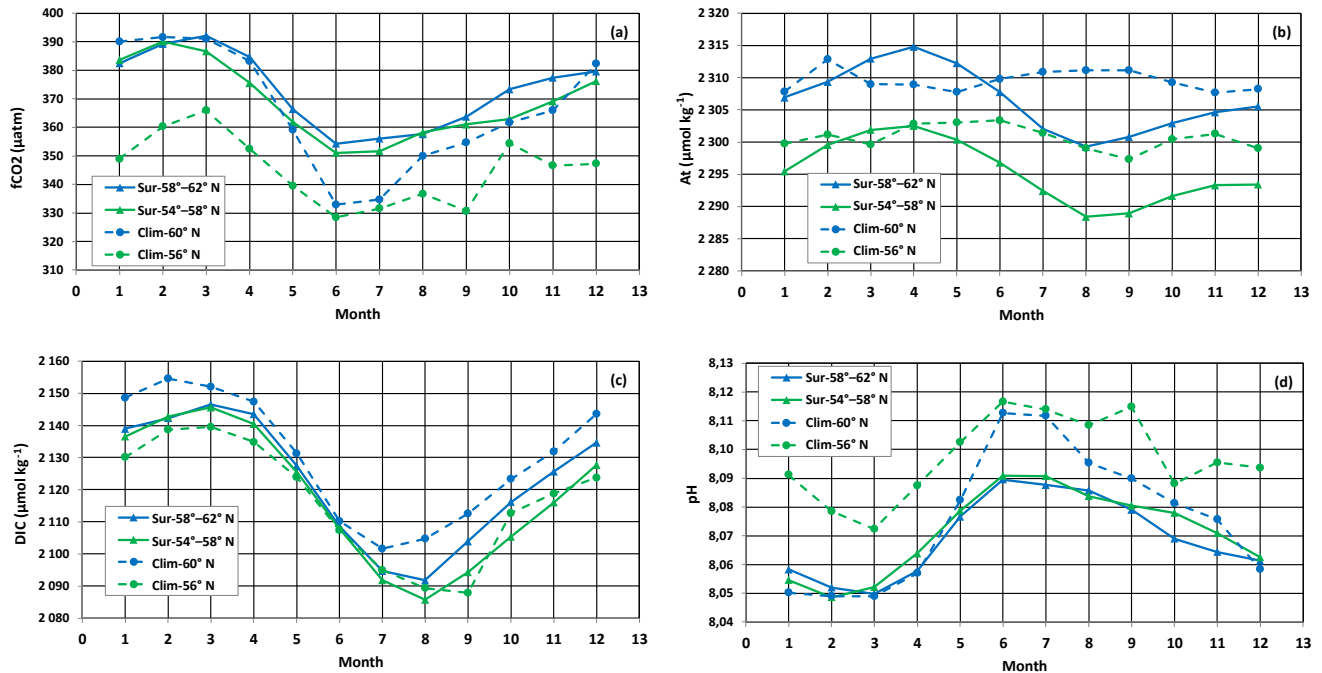 fCO2 (µatm)
400
390
380
370
360
350
340
330
320
310
(a)
Sur-58°–62° N
Sur-54°–58° N
Clim-60° N
Clim-56° N
0 1 2 3 4 5 6 7 8 9 10 11 12 13
Month
At (µmol kg⁻¹)
2 320
2 315
2 310
2 305
2 300
2 295
2 290
2 285
2 280
(b)
Sur-58°–62° N
Sur-54°–58° N
Clim-60° N
Clim-56° N
0 1 2 3 4 5 6 7 8 9 10 11 12 13
Month
DIC (µmol kg⁻¹)
2 160
2 150
2 140
2 130
2 120
2 110
2 100
2 090
2 080
(c)
Sur-58°–62° N
Sur-54°–58° N
Clim-60° N
Clim-56° N
0 1 2 3 4 5 6 7 8 9 10 11 12 13
Month
pH
8,13
8,12
8,11
8,10
8,09
8,08
8,07
8,06
8,05
8,04
(d)
Sur-58°–62° N
Sur-54°–58° N
Clim-60° N
Clim-56° N
0 1 2 3 4 5 6 7 8 9 10 11 12 13
Month